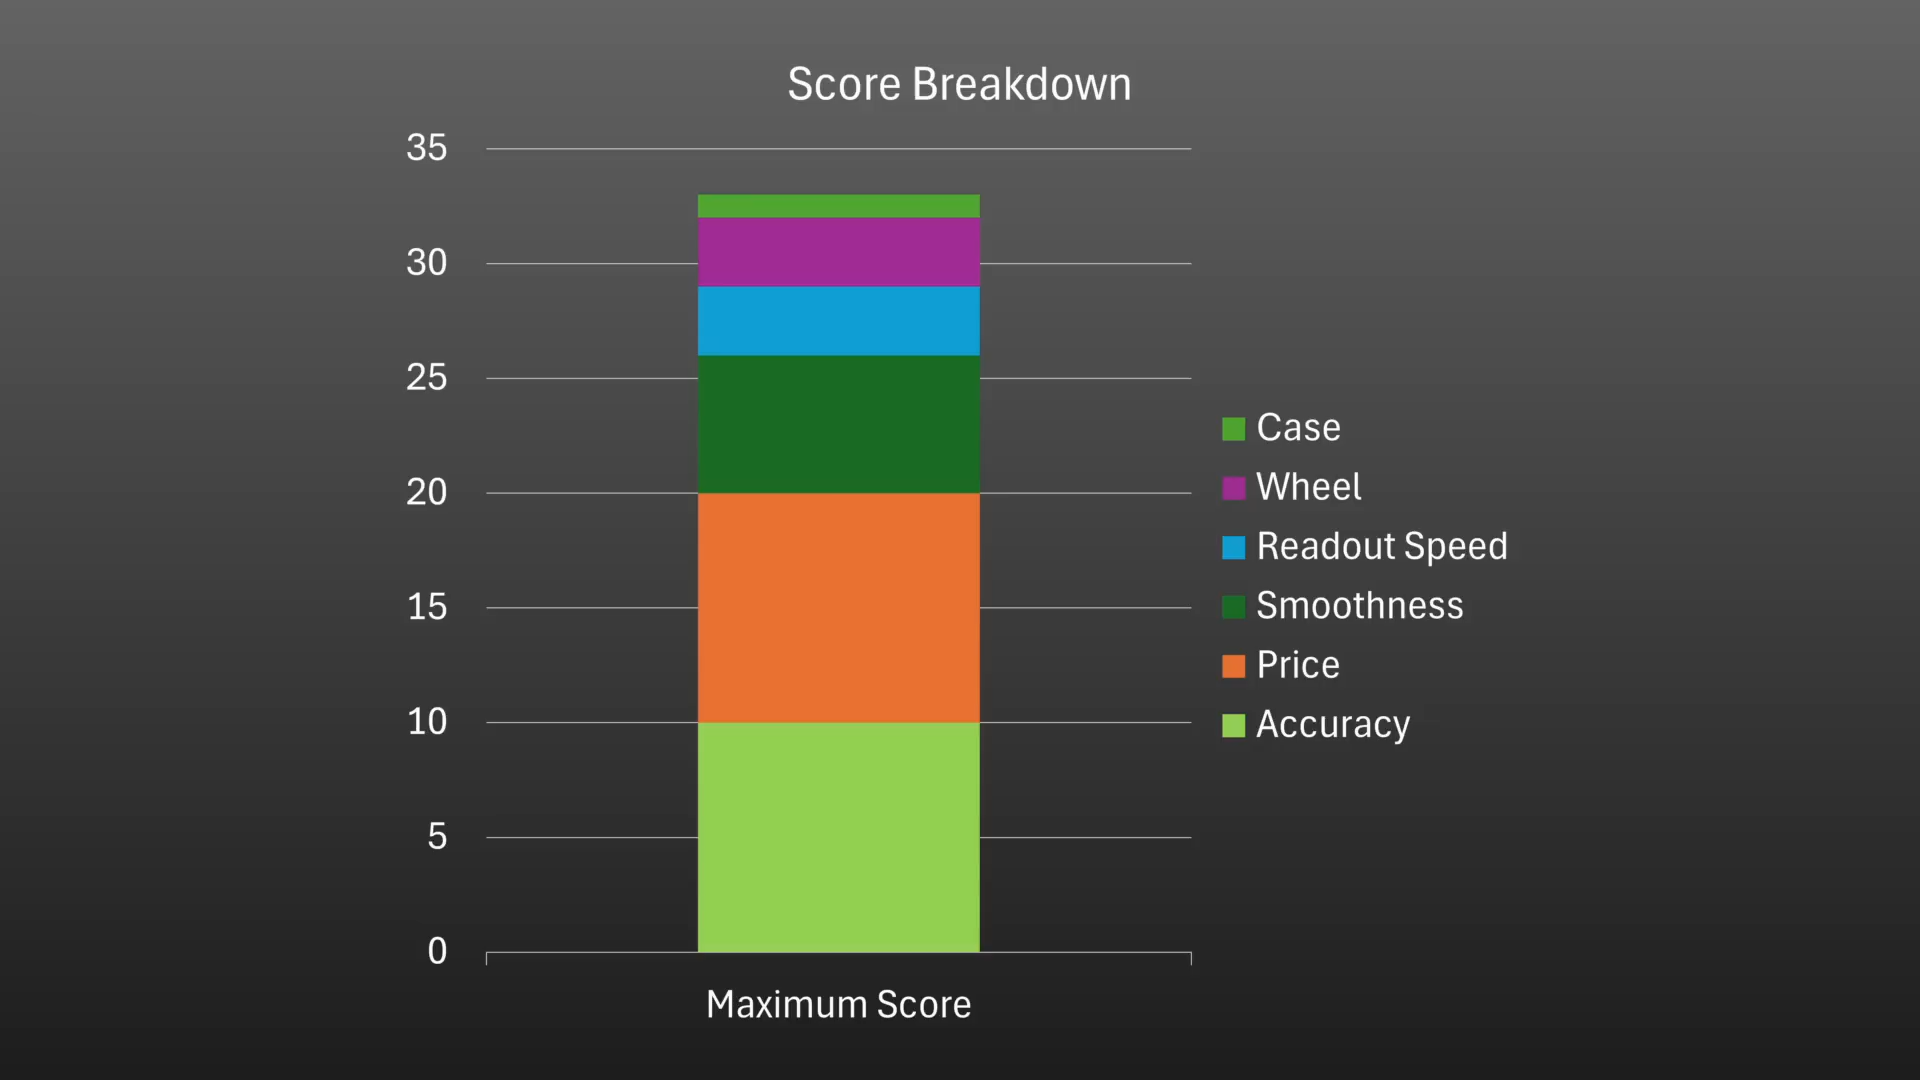 Score Breakdown
35
30
25
20
15
10
5
0
Maximum Score
Case
Wheel
Readout Speed
Smoothness
Price
Accuracy